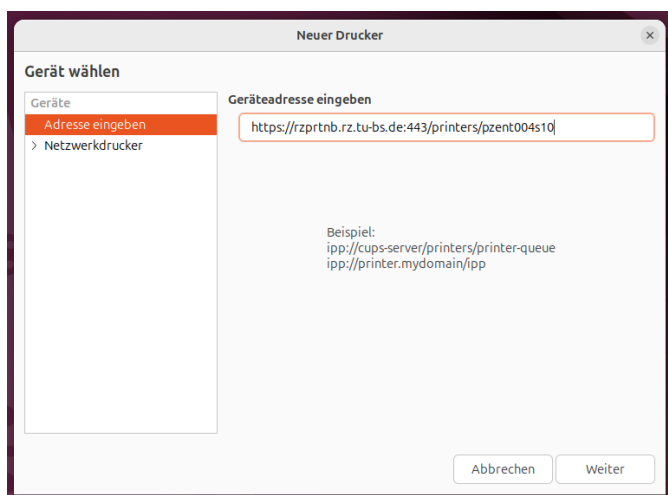 Neuer Drucker
Gerät wählen
Geräte
Adresse eingeben
Netzwerkdrucker
Geräteadresse eingeben
https://rzprtnb.rz.tu-bs.de:443/printers/pzent004s10
Beispiel:
ipp://cups-server/printers/printer-queue
ipp://printer.mydomain/ipp
Abbrechen
Weiter